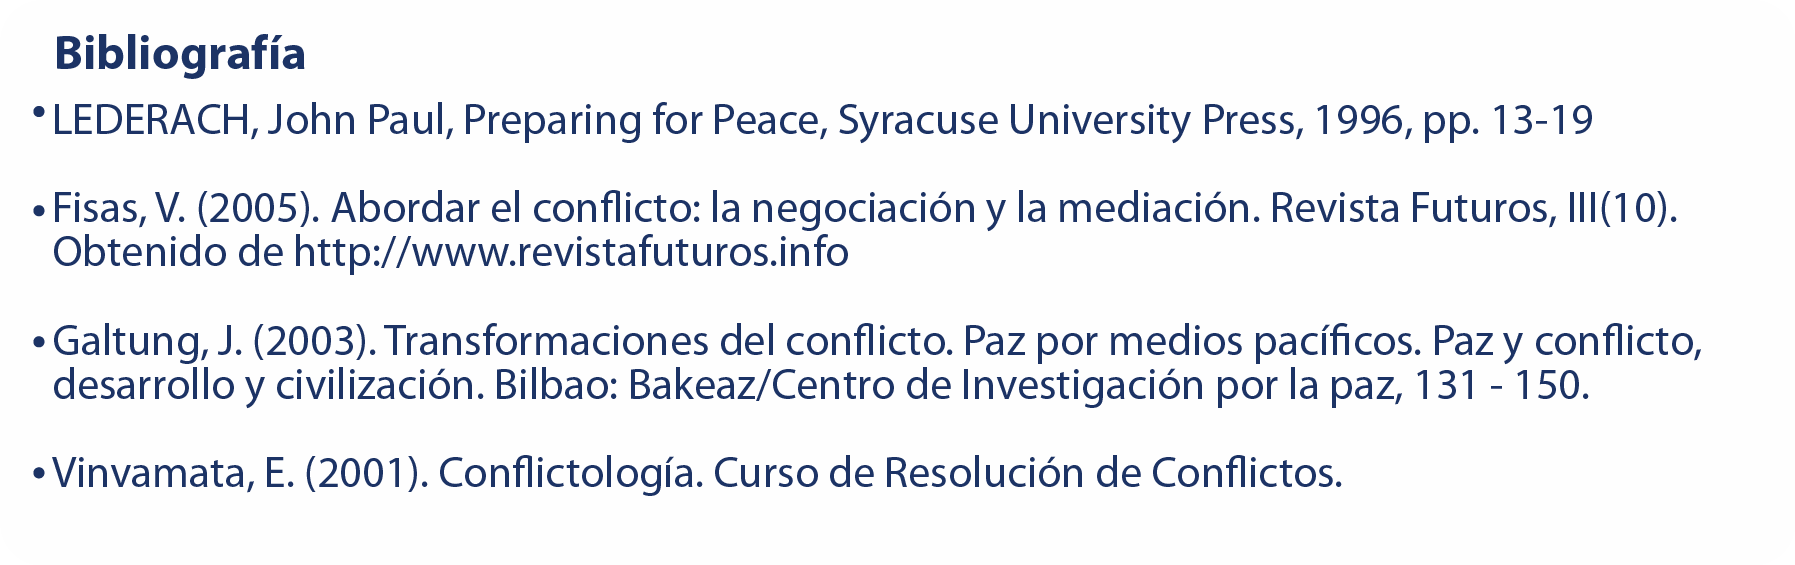 Bibliografía
• LEDERACH, John Paul, Preparing for Peace, Syracuse University Press, 1996, pp. 13-19
• Fisas, V. (2005). Abordar el conflicto: la negociación y la mediación. Revista Futuros, III(10).
Obtenido de http://www.revistafuturos.info
• Galtung, J. (2003). Transformaciones del conflicto. Paz por medios pacíficos. Paz y conflicto,
desarrollo y civilización. Bilbao: Bakeaz/Centro de Investigación por la paz, 131 - 150.
• Vinvamata, E. (2001). Conflictología. Curso de Resolución de Conflictos.